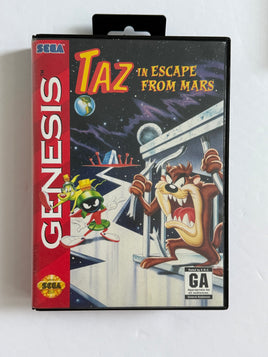 SEGA
TAZ
IN ESCAPE
FROM MARS
GENESIS
SEGA
GA